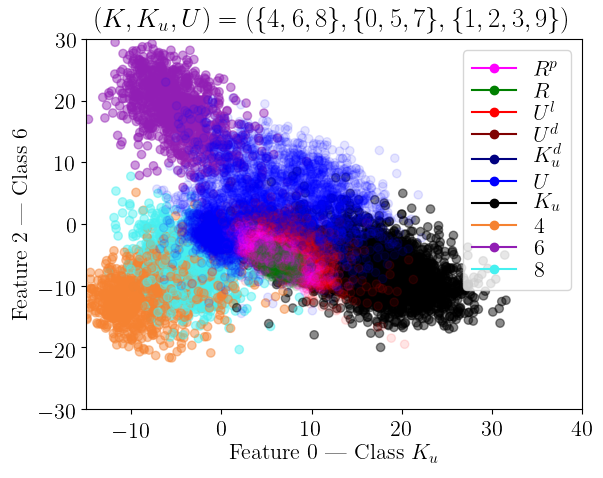 (K, K_u, U) = ({4, 6, 8}, {0, 5, 7}, {1, 2, 3, 9})
30
20
10
0
−10
−20
−30
Feature 2 — Class 6
R^p
R
U^l
U^d
K_u^d
U
K_u
4
6
8
−10 0 10 20 30 40
Feature 0 — Class K_u